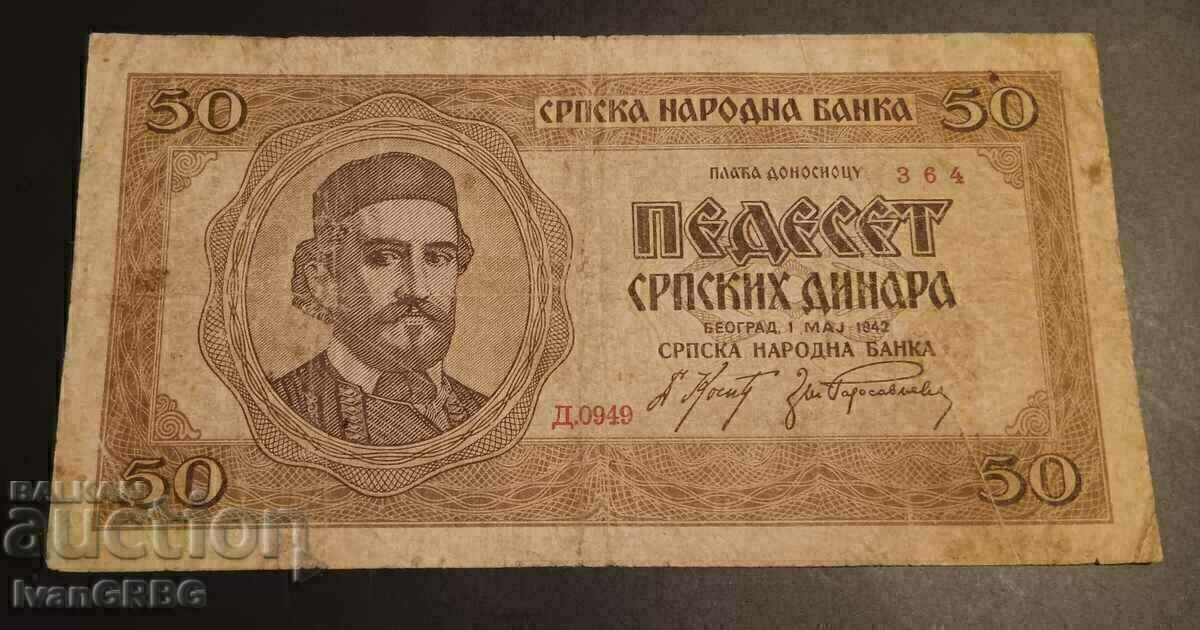 50
СРПСКА НАРОДНА БАНКА
50
ПЛАЋА ДОНОСИОЦУ 364
ПЕДЕСЕТ
СРПСКИХ ДИНАРА
БЕОГРАД, 1 МАЈ 1942
СРПСКА НАРОДНА БАНКА
Д.0949
50
50
BALKAN
auction
IvanGRBG